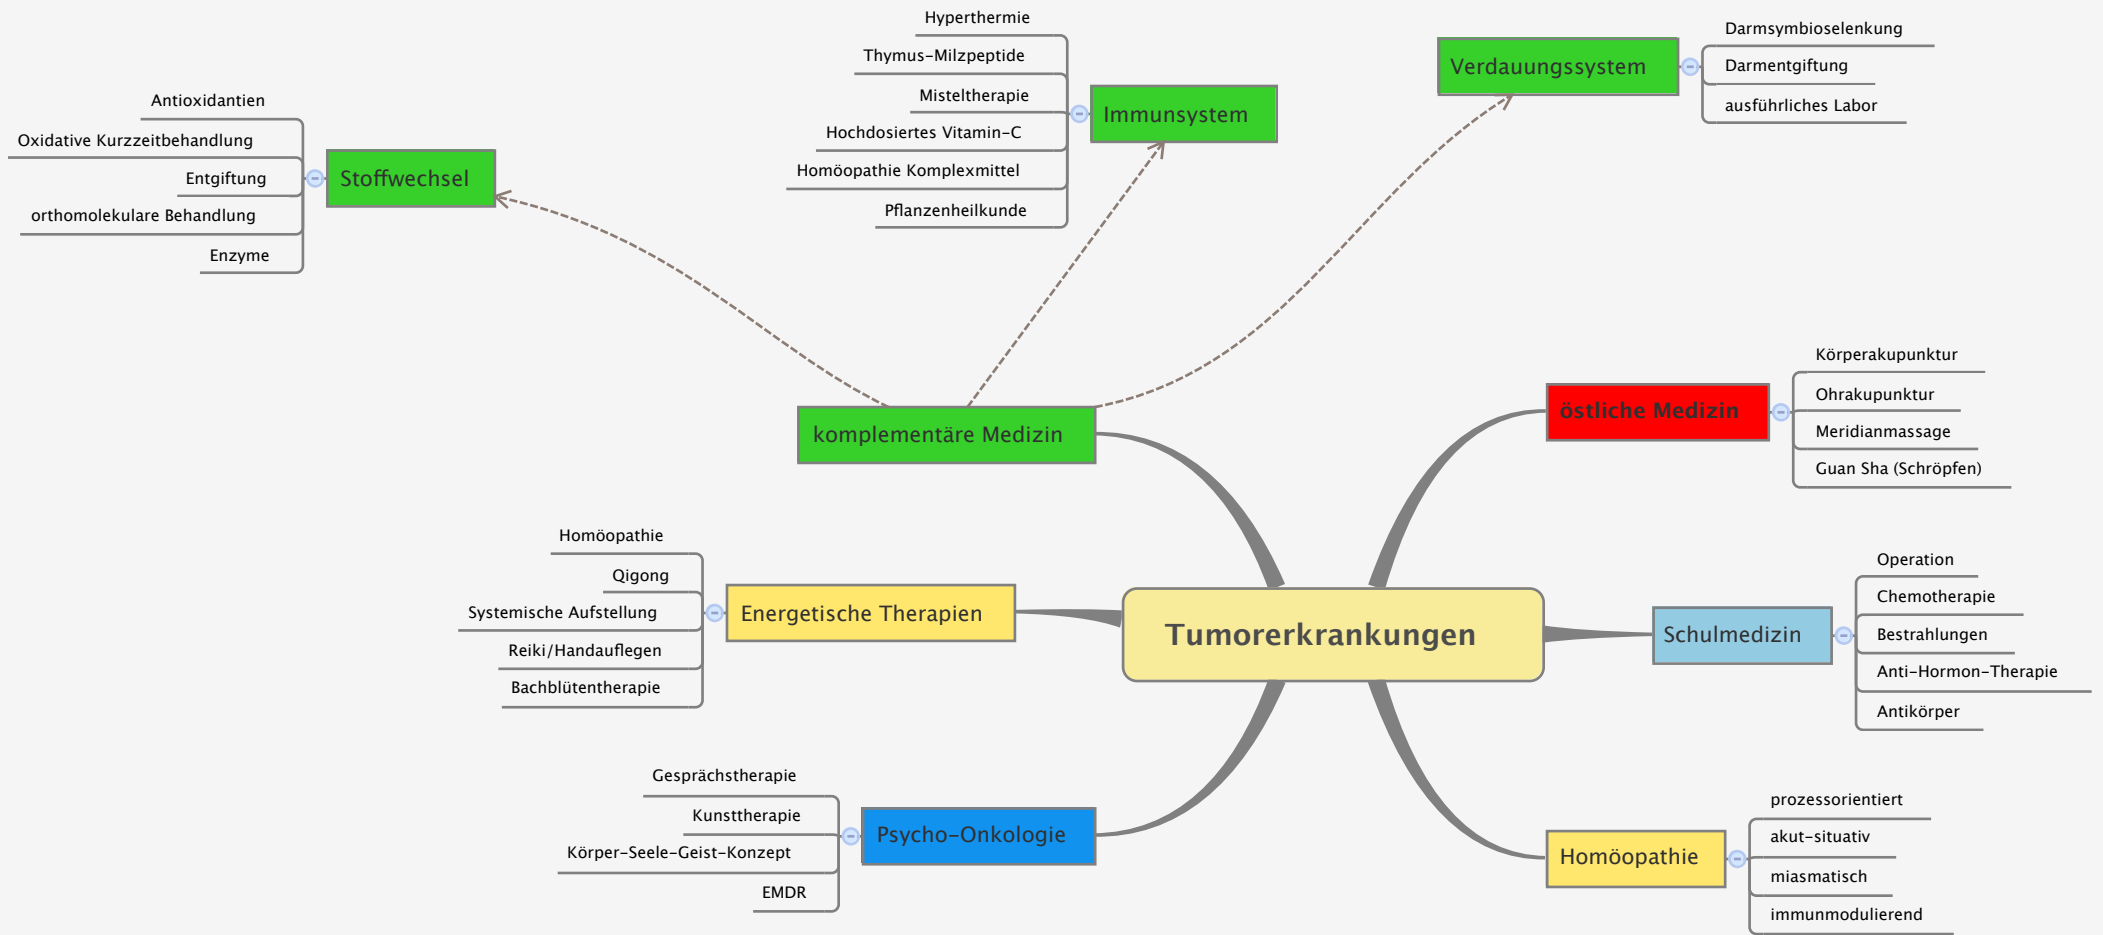 Hyperthermie
Thymus-Milzpeptide
Misteltherapie
Hochdosiertes Vitamin-C
Homöopathie Komplexmittel
Pflanzenheilkunde
Immunsystem
Verdauungssystem
Darmsymbioselenkung
Darmentgiftung
ausführliches Labor
Antioxidantien
Oxidative Kurzzeitbehandlung
Entgiftung
orthomolekulare Behandlung
Enzyme
Stoffwechsel
komplementäre Medizin
östliche Medizin
Körperakupunktur
Ohrakupunktur
Meridianmassage
Guan Sha (Schröpfen)
Homöopathie
Qigong
Systemische Aufstellung
Reiki/Handauflegen
Bachblütentherapie
Energetische Therapien
Tumorerkrankungen
Schulmedizin
Operation
Chemotherapie
Bestrahlungen
Anti-Hormon-Therapie
Antikörper
Gesprächstherapie
Kunsttherapie
Körper-Seele-Geist-Konzept
EMDR
Psycho-Onkologie
Homöopathie
prozessorientiert
akut-situativ
miasmatisch
immunmodulierend